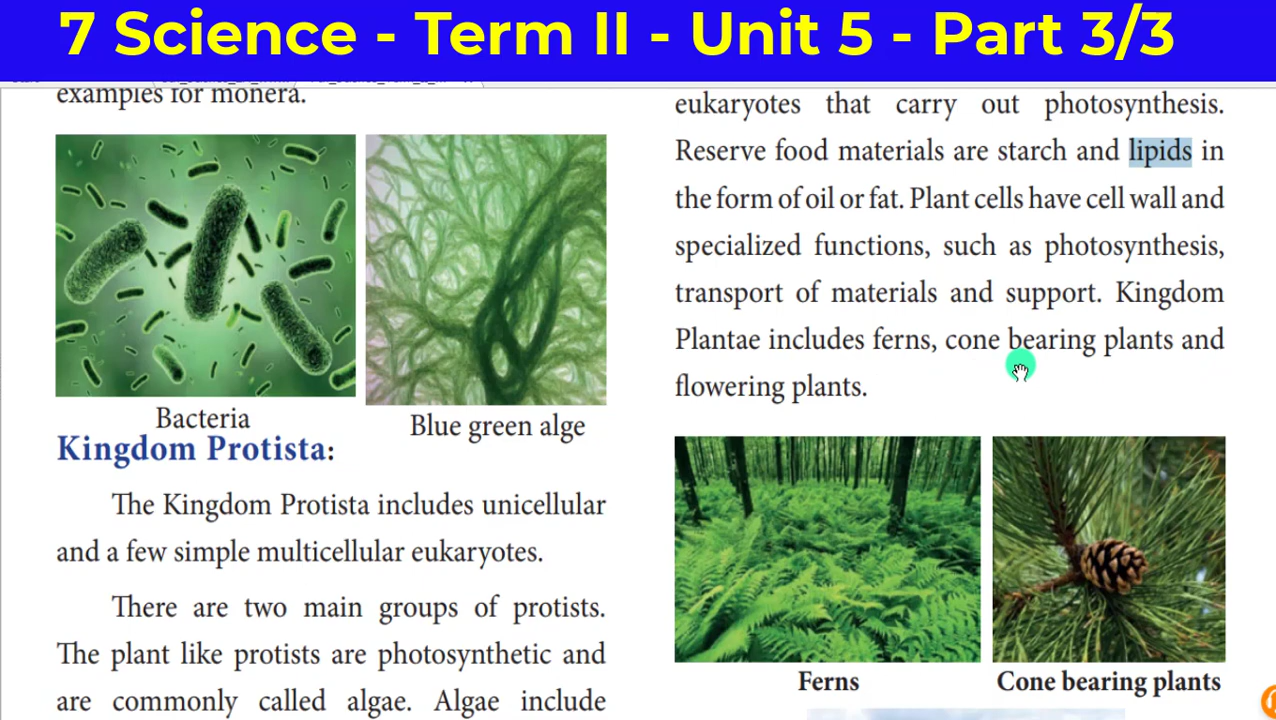 7 Science - Term II - Unit 5 - Part 3/3
examples for monera.
Bacteria
Blue green alge
Kingdom Protista:
The Kingdom Protista includes unicellular
and a few simple multicellular eukaryotes.
There are two main groups of protists.
The plant like protists are photosynthetic and
are commonly called algae. Algae include
eukaryotes that carry out photosynthesis.
Reserve food materials are starch and lipids in
the form of oil or fat. Plant cells have cell wall and
specialized functions, such as photosynthesis,
transport of materials and support. Kingdom
Plantae includes ferns, cone bearing plants and
flowering plants.
Ferns
Cone bearing plants